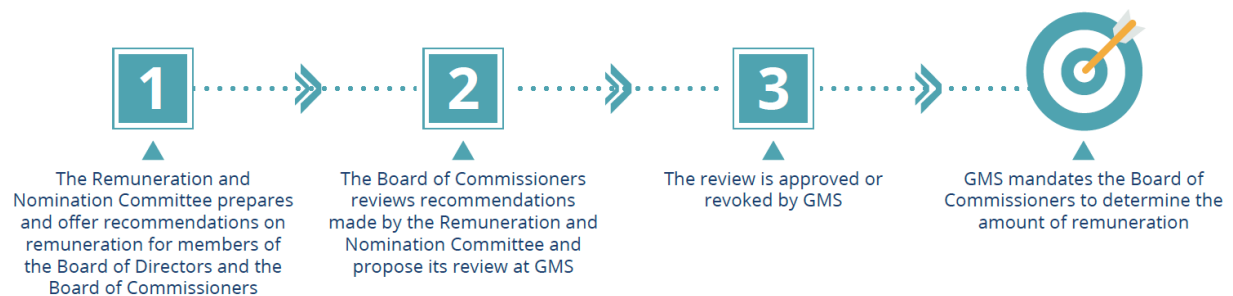 1
The Remuneration and
Nomination Committee prepares
and offer recommendations on
remuneration for members of
the Board of Directors and the
Board of Commissioners
2
The Board of Commissioners
reviews recommendations
made by the Remuneration and
Nomination Committee and
propose its review at GMS
3
The review is approved or
revoked by GMS
GMS mandates the Board of
Commissioners to determine the
amount of remuneration